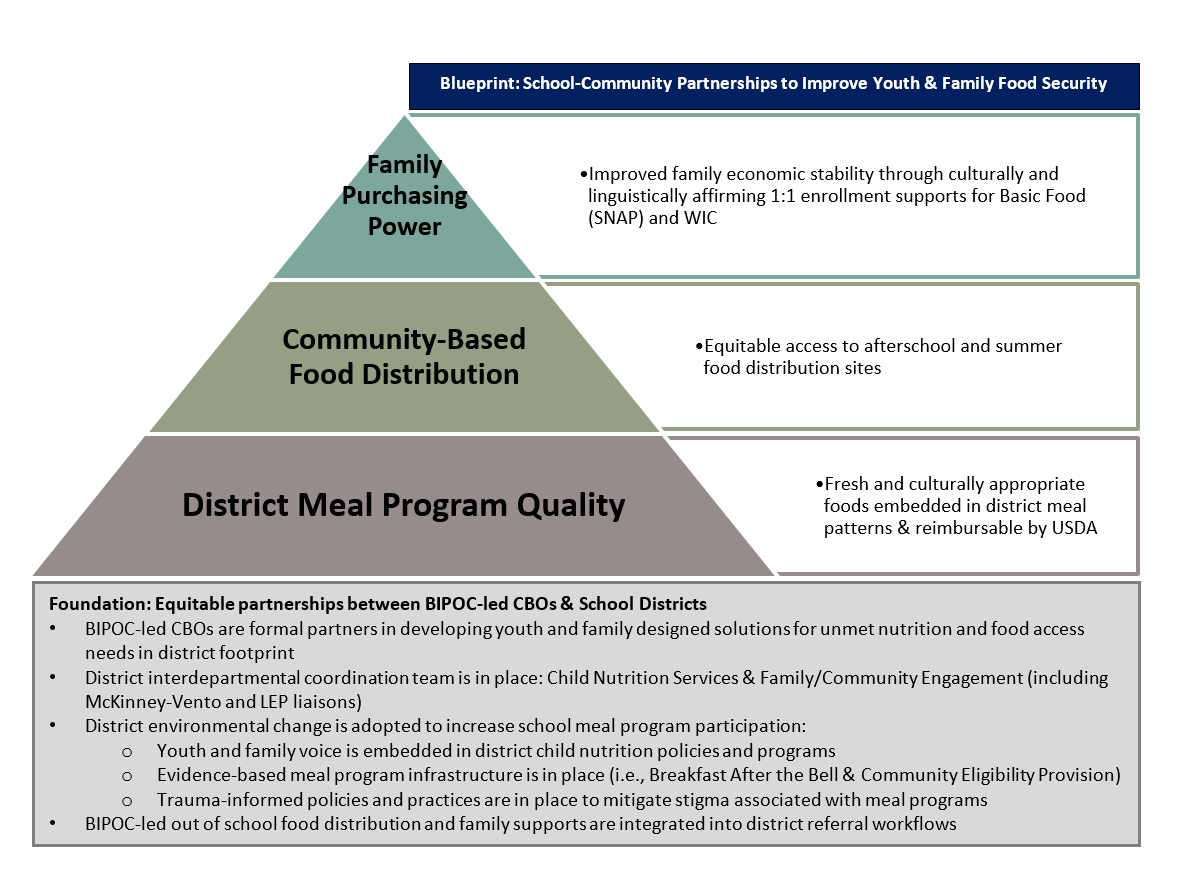 Blueprint: School-Community Partnerships to Improve Youth & Family Food Security
Family
Purchasing
Power
•Improved family economic stability through culturally and
linguistically affirming 1:1 enrollment supports for Basic Food
(SNAP) and WIC
Community-Based
Food Distribution
•Equitable access to afterschool and summer
food distribution sites
District Meal Program Quality
•Fresh and culturally appropriate
foods embedded in district meal
patterns & reimbursable by USDA
Foundation: Equitable partnerships between BIPOC-led CBOs & School Districts
• BIPOC-led CBOs are formal partners in developing youth and family designed solutions for unmet nutrition and food access
needs in district footprint
• District interdepartmental coordination team is in place: Child Nutrition Services & Family/Community Engagement (including
McKinney-Vento and LEP liaisons)
• District environmental change is adopted to increase school meal program participation:
o Youth and family voice is embedded in district child nutrition policies and programs
o Evidence-based meal program infrastructure is in place (i.e., Breakfast After the Bell & Community Eligibility Provision)
o Trauma-informed policies and practices are in place to mitigate stigma associated with meal programs
• BIPOC-led out of school food distribution and family supports are integrated into district referral workflows